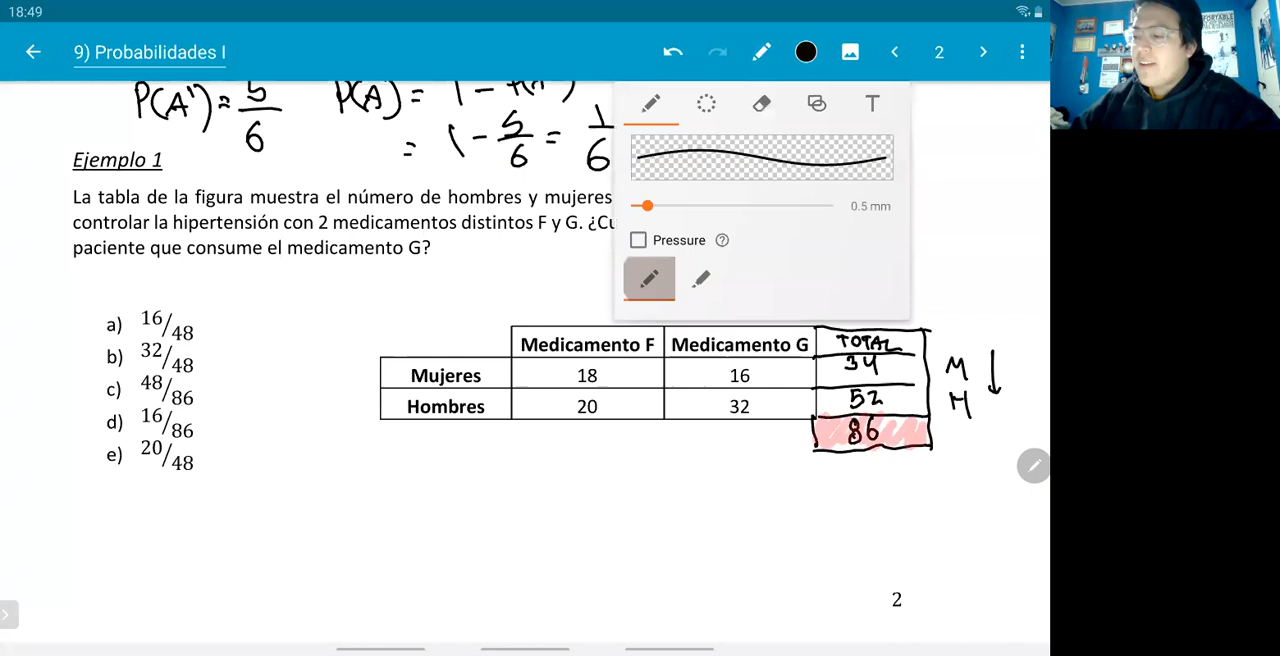 18:49
9) Probabilidades I
2
P(A') = 5/6 P(A) = 1 -
= 1 - 5/6 = 1/6
0.5 mm
Pressure
Ejemplo 1
La tabla de la figura muestra el número de hombres y mujeres
controlar la hipertensión con 2 medicamentos distintos F y G. ¿
paciente que consume el medicamento G?
a) 16/48
b) 32/48
c) 48/86
d) 16/86
e) 20/48
Medicamento F Medicamento G TOTAL
Mujeres 18 16 34 M
Hombres 20 32 52 H
86
2